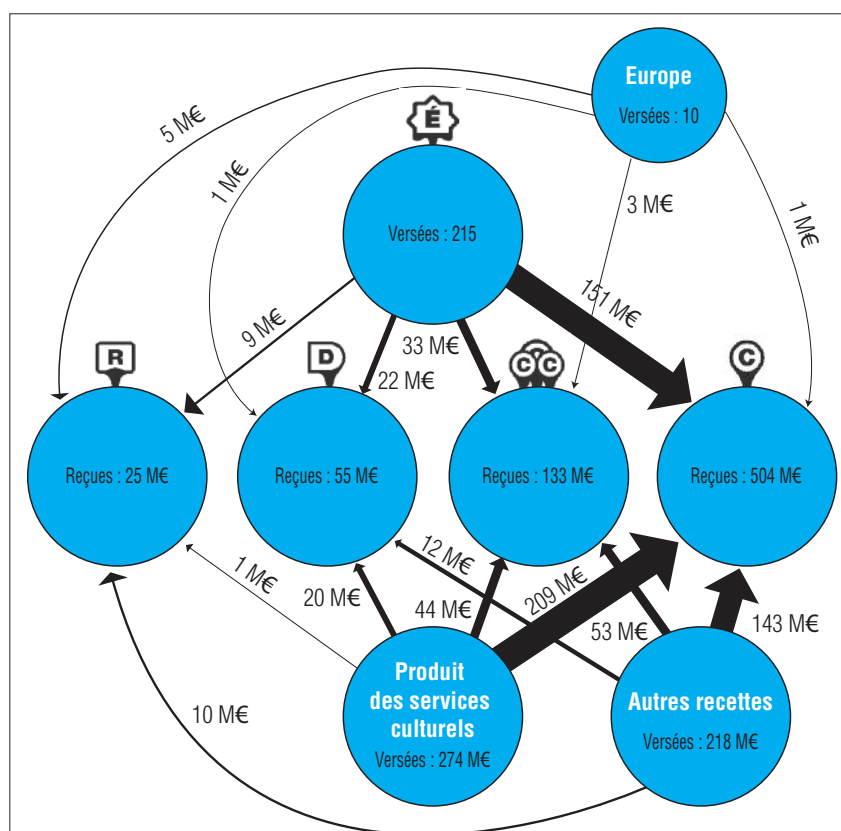 Europe
Versées : 10
5 M€
É
1 M€
3 M€
1 M€
Versées : 215
151 M€
9 M€
33 M€
22 M€
R
D
C C
C
Reçues : 25 M€
Reçues : 55 M€
Reçues : 133 M€
Reçues : 504 M€
12 M€
1 M€
20 M€
44 M€
209 M€
53 M€
143 M€
Produit
des services
culturels
Versées : 274 M€
Autres recettes
Versées : 218 M€
10 M€